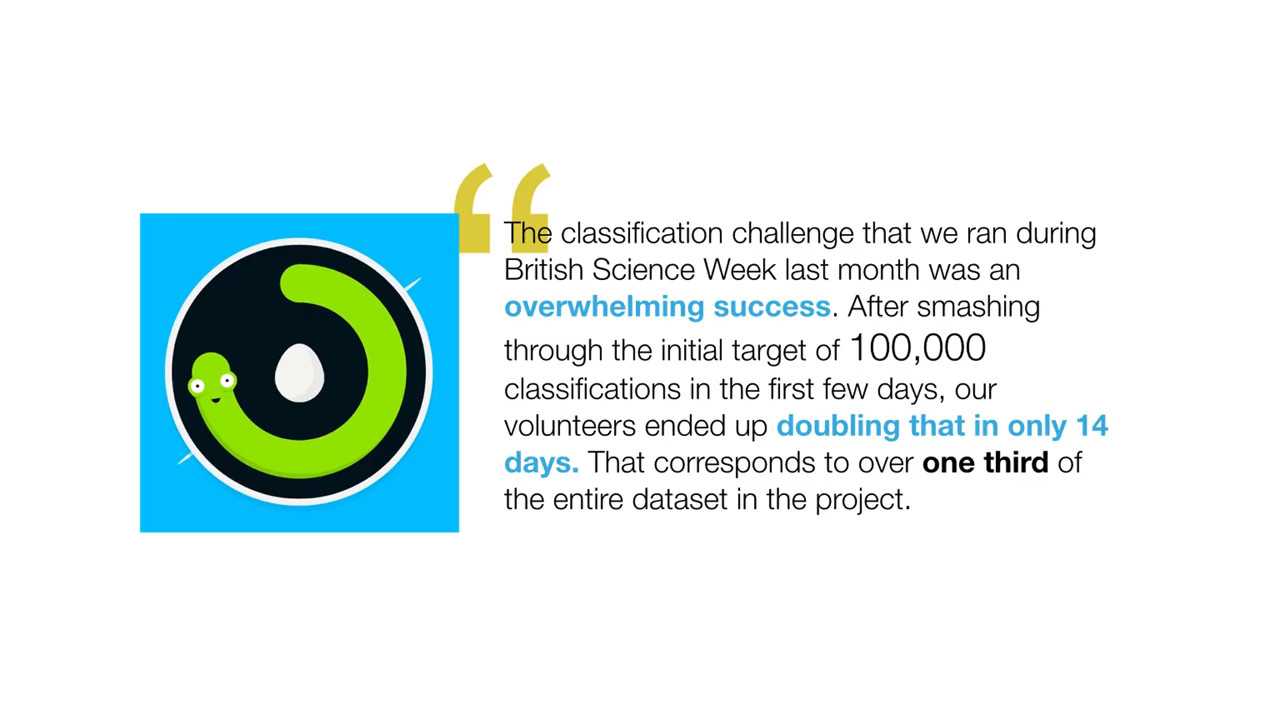 “
The classification challenge that we ran during
British Science Week last month was an
overwhelming success. After smashing
through the initial target of 100,000
classifications in the first few days, our
volunteers ended up doubling that in only 14
days. That corresponds to over one third of
the entire dataset in the project.